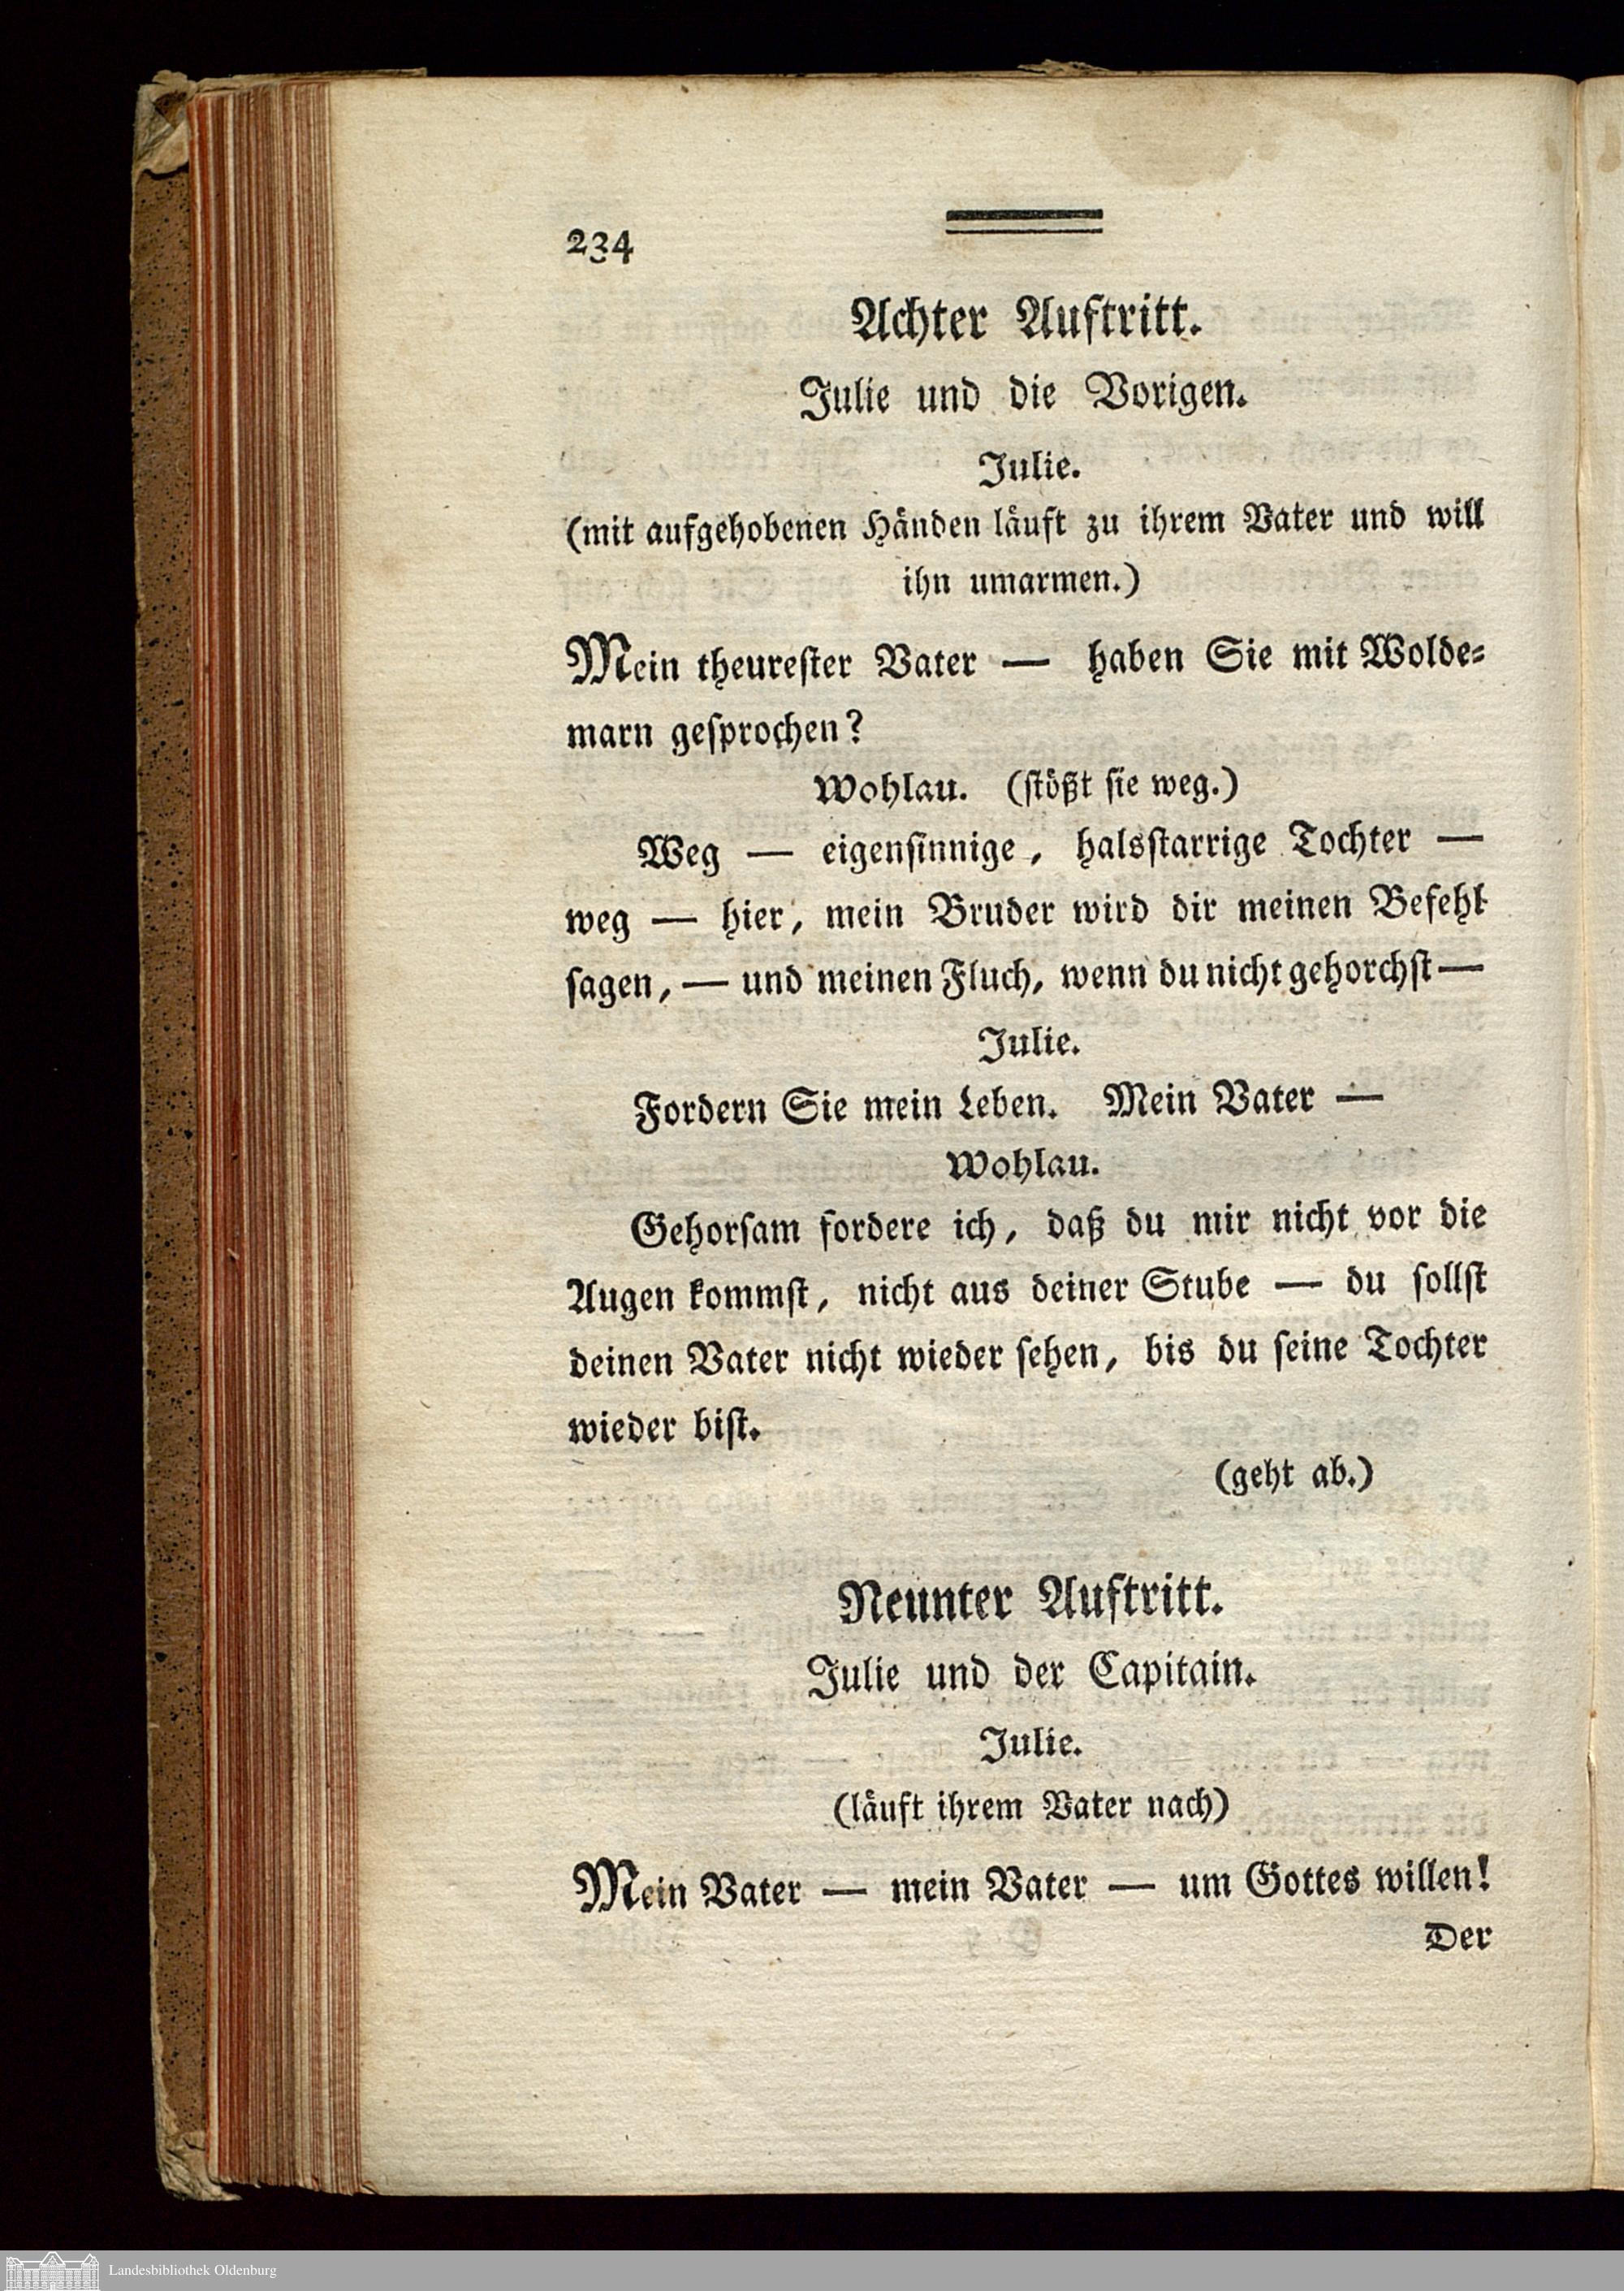 234
Achter Auftritt.
Julie und die Vorigen.
Julie.
(mit aufgehobenen Händen läuft zu ihrem Vater und will
ihn umarmen.)
Mein theurester Vater — haben Sie mit Wolde-
marn gesprochen?
Wohlau. (stößt sie weg.)
Weg — eigensinnige, halsstarrige Tochter —
weg — hier, mein Bruder wird dir meinen Befehl
sagen, — und meinen Fluch, wenn du nicht gehorchst —
Julie.
Fordern Sie mein Leben. Mein Vater —
Wohlau.
Gehorsam fordere ich, daß du mir nicht vor die
Augen kommst, nicht aus deiner Stube — du sollst
deinen Vater nicht wieder sehen, bis du seine Tochter
wieder bist.
(geht ab.)
Neunter Auftritt.
Julie und der Capitain.
Julie.
(läuft ihrem Vater nach)
Mein Vater — mein Vater — um Gottes willen!
Der
Landesbibliothek Oldenburg